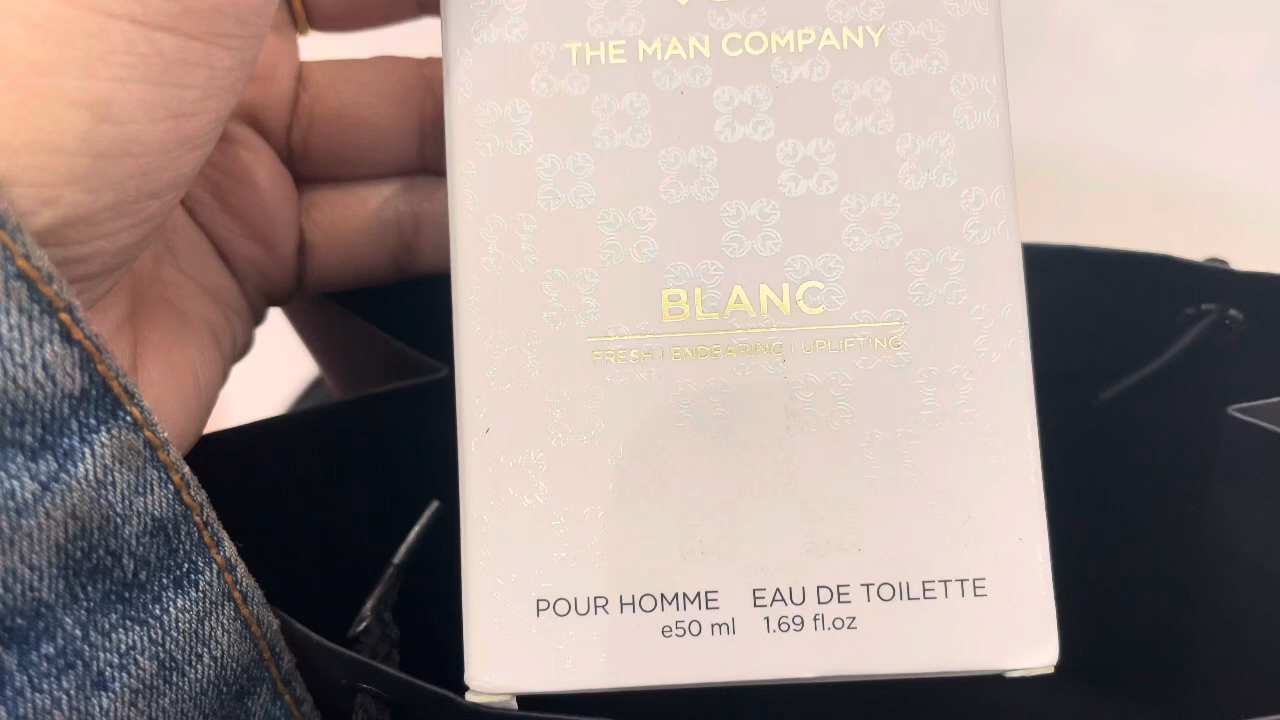 THE MAN COMPANY
BLANC
FRESH | ENDEARING | UPLIFTING
POUR HOMME EAU DE TOILETTE
e50 ml 1.69 fl.oz